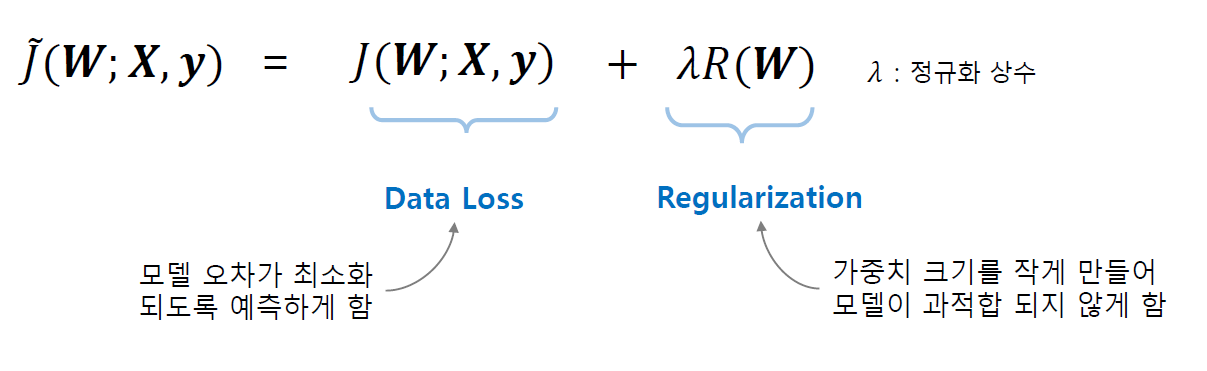 J̃(W; X, y) = J(W; X, y) + λR(W) λ : 정규화 상수
Data Loss Regularization
모델 오차가 최소화
되도록 예측하게 함
가중치 크기를 작게 만들어
모델이 과적합 되지 않게 함